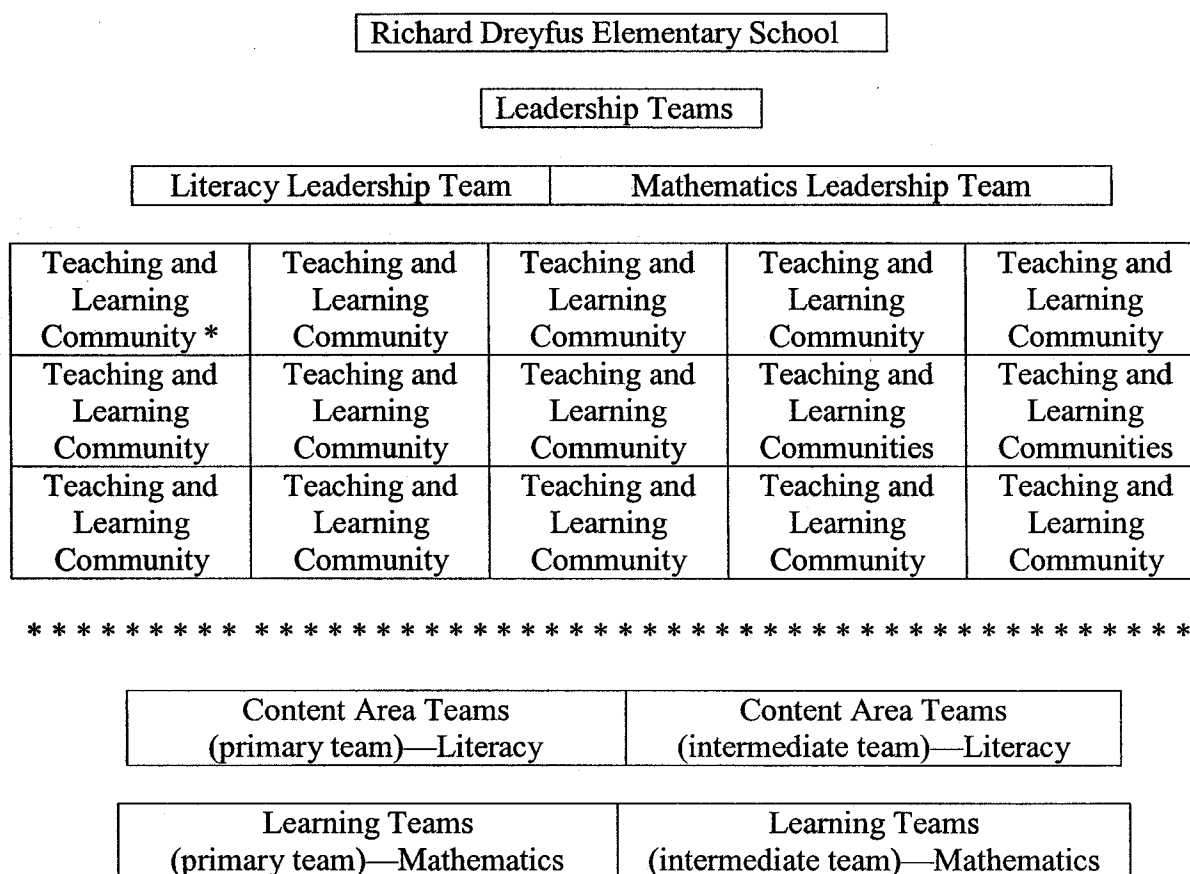 Richard Dreyfus Elementary School
Leadership Teams
Literacy Leadership Team Mathematics Leadership Team
Teaching and Teaching and Teaching and Teaching and Teaching and
Learning Learning Learning Learning Learning
Community * Community Community Community Community
Teaching and Teaching and Teaching and Teaching and Teaching and
Learning Learning Learning Learning Learning
Community Community Community Communities Communities
Teaching and Teaching and Teaching and Teaching and Teaching and
Learning Learning Learning Learning Learning
Community Community Community Community Community
* * * * * * * * * * * * * * * * * * * * * * * * * * * * * * * * * * * * * * * * * * * * * * * *
Content Area Teams Content Area Teams
(primary team)—Literacy (intermediate team)—Literacy
Learning Teams Learning Teams
(primary team)—Mathematics (intermediate team)—Mathematics